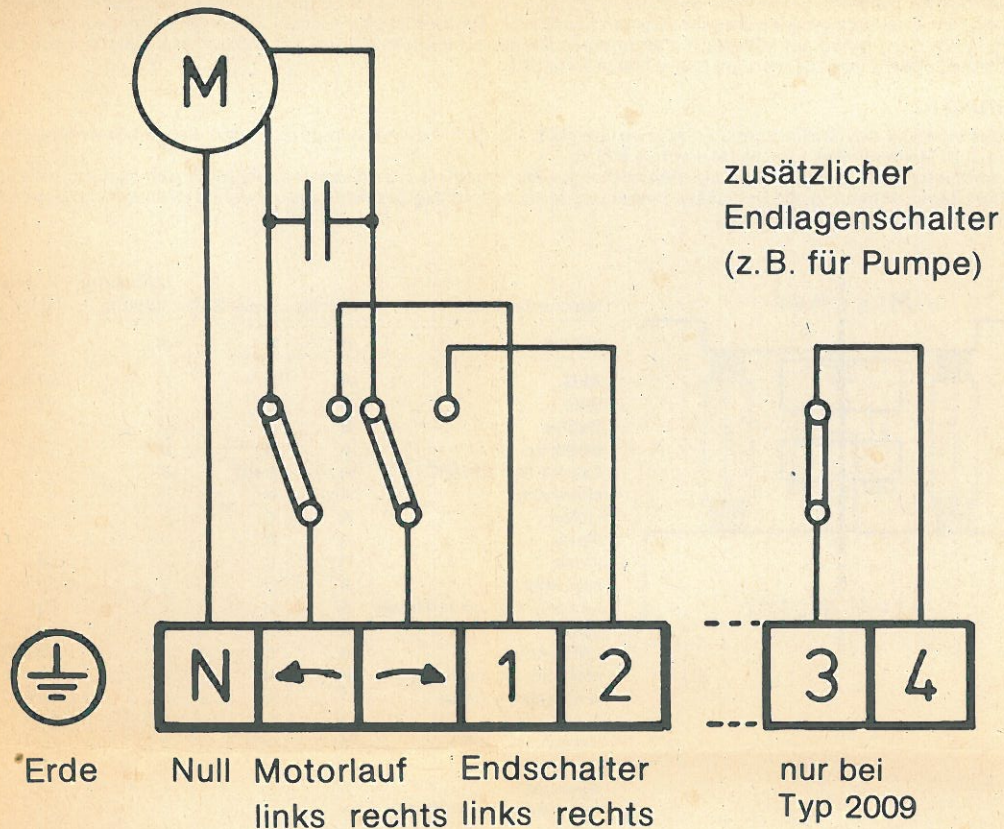 M
zusätzlicher
Endlagenschalter
(z.B. für Pumpe)
N 1 2 3 4
Erde Null Motorlauf Endschalter nur bei
links rechts links rechts Typ 2009